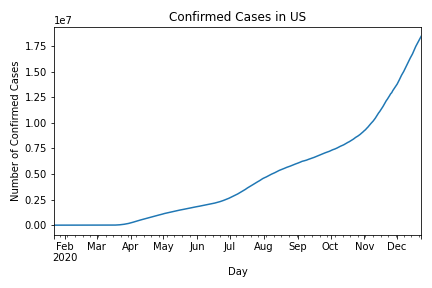 Confirmed Cases in US
1e7
Number of Confirmed Cases
1.75
1.50
1.25
1.00
0.75
0.50
0.25
0.00
Feb Mar Apr May Jun Jul Aug Sep Oct Nov Dec
2020
Day